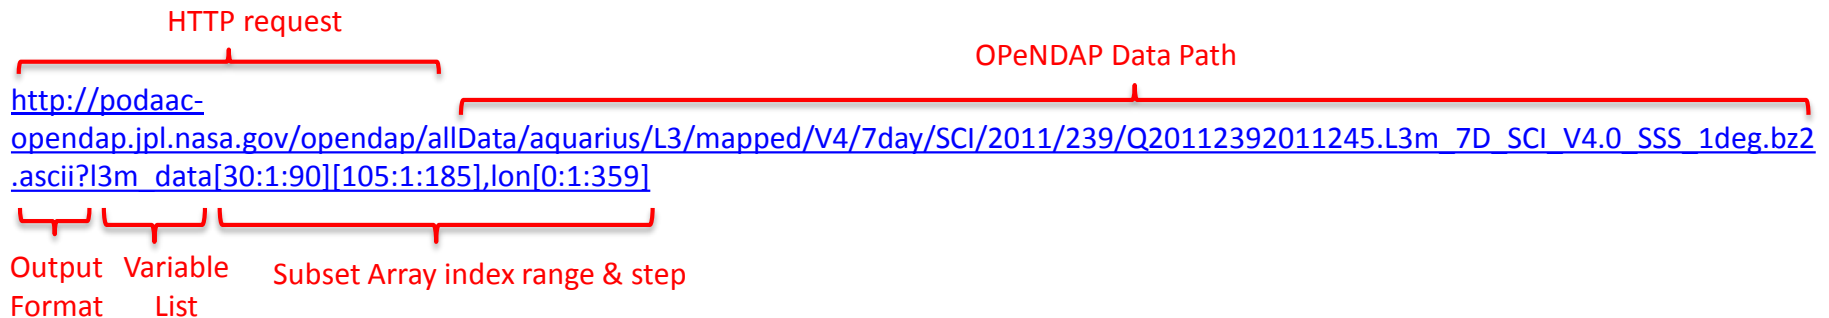 HTTP request
OPeNDAP Data Path
http://podaac-
opendap.jpl.nasa.gov/opendap/allData/aquarius/L3/mapped/V4/7day/SCI/2011/239/Q20112392011245.L3m_7D_SCI_V4.0_SSS_1deg.bz2
.ascii?l3m_data[30:1:90][105:1:185],lon[0:1:359]
Output Format
Variable List
Subset Array index range & step